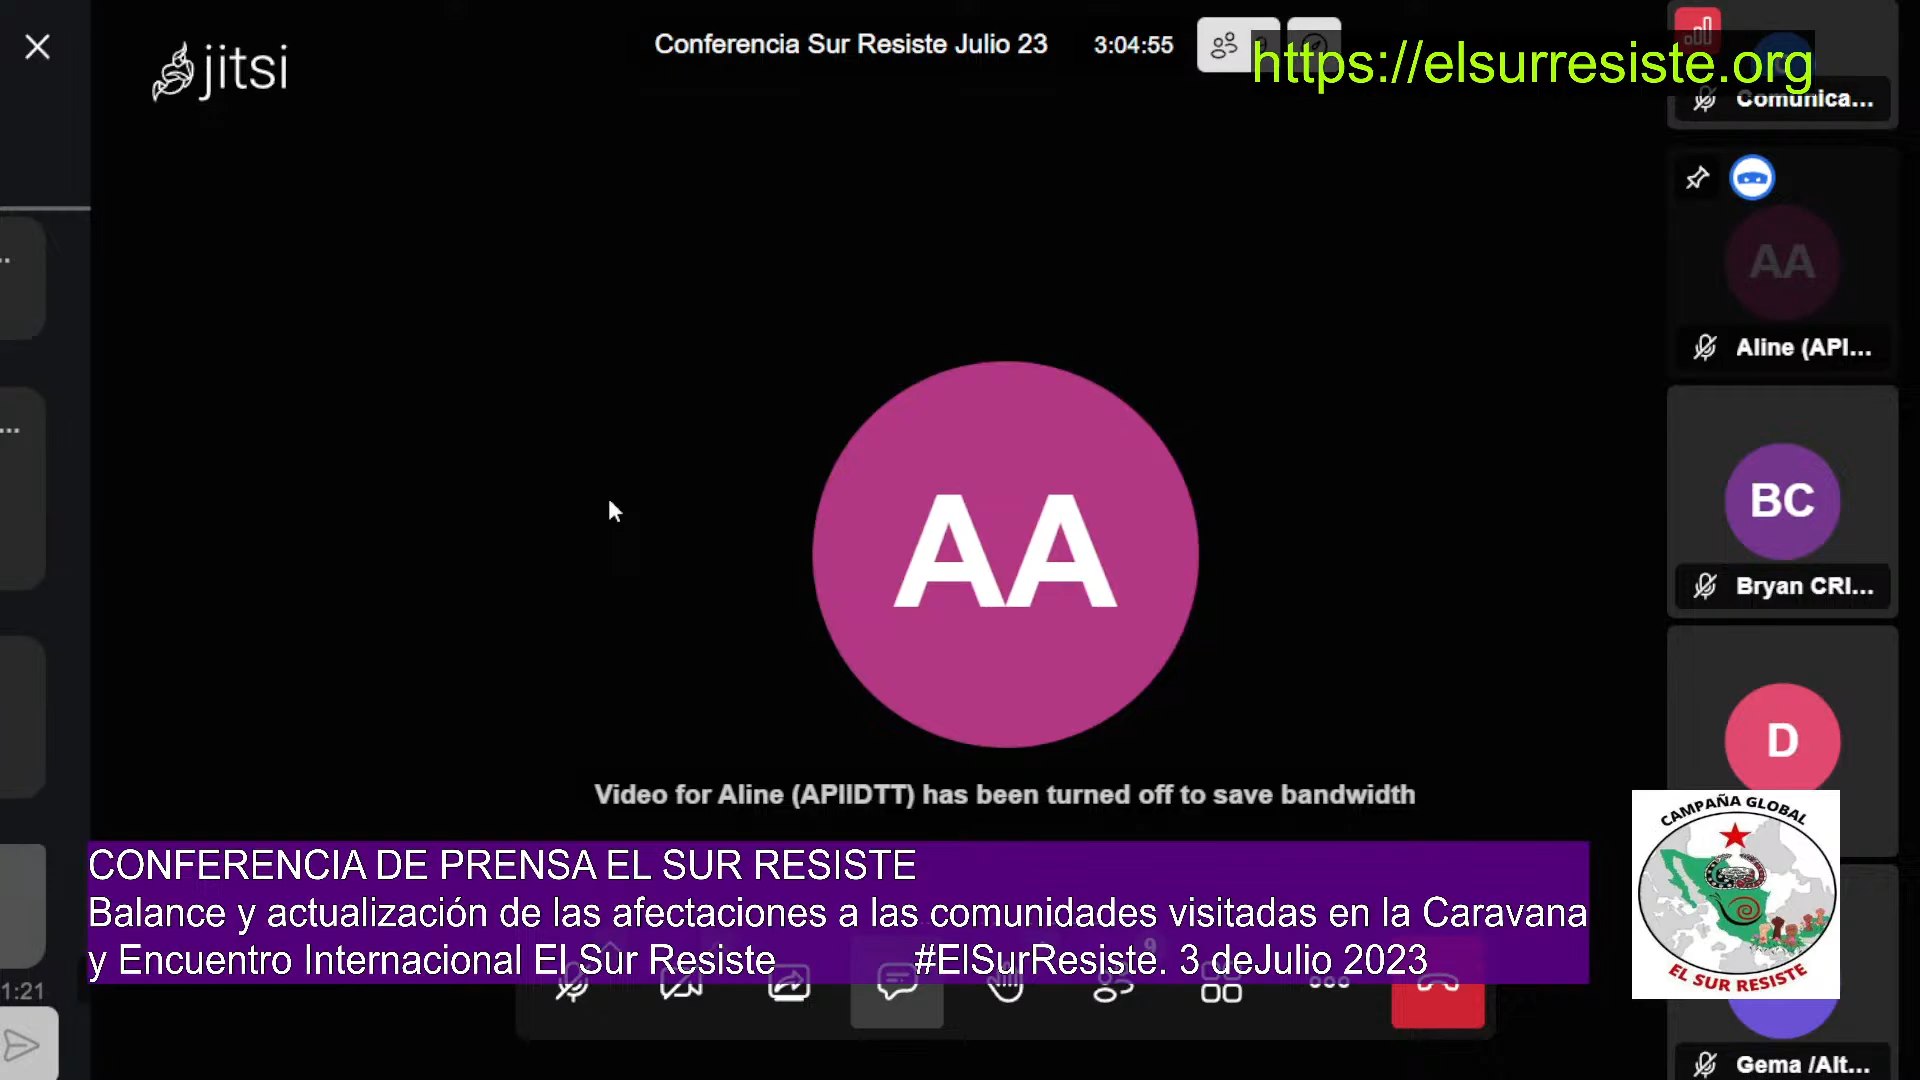 jitsi
Conferencia Sur Resiste Julio 23 3:04:55
https://elsurresiste.org
Comunica...
AA
Aline (API...
BC
Bryan CRI...
D
AA
Video for Aline (APIIDTT) has been turned off to save bandwidth
CONFERENCIA DE PRENSA EL SUR RESISTE
Balance y actualización de las afectaciones a las comunidades visitadas en la Caravana
y Encuentro Internacional El Sur Resiste #ElSurResiste. 3 deJulio 2023
9
CAMPAÑA GLOBAL
EL SUR RESISTE
1:21
Gema /Alt...